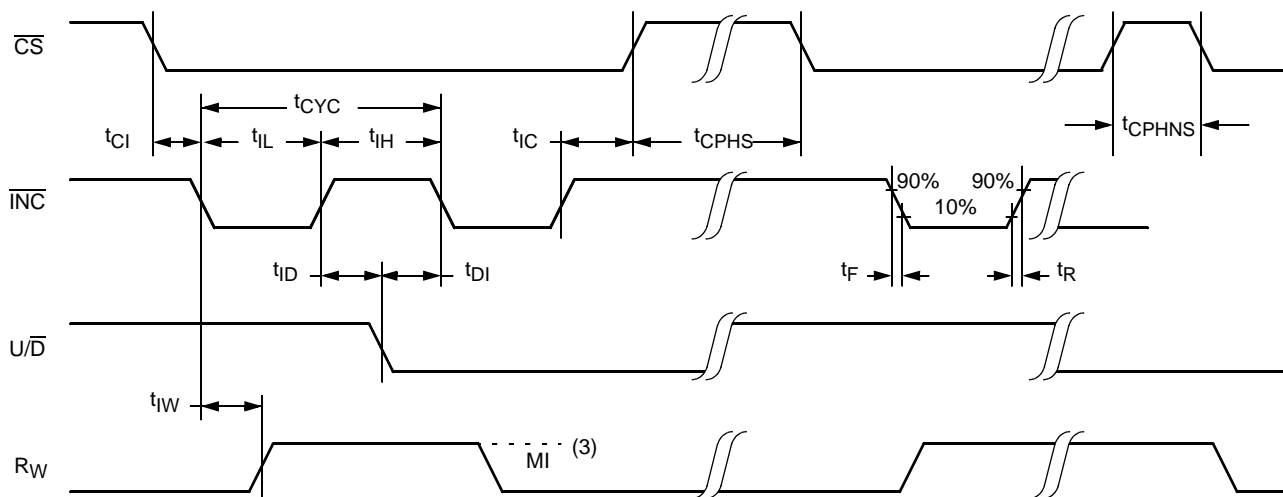 CS
tCYC
tCI tIL tIH tIC tCPHS tCPHNS
INC
90% 90%
10%
tID tDI tF tR
U/D
tIW
(3)
MI
RW